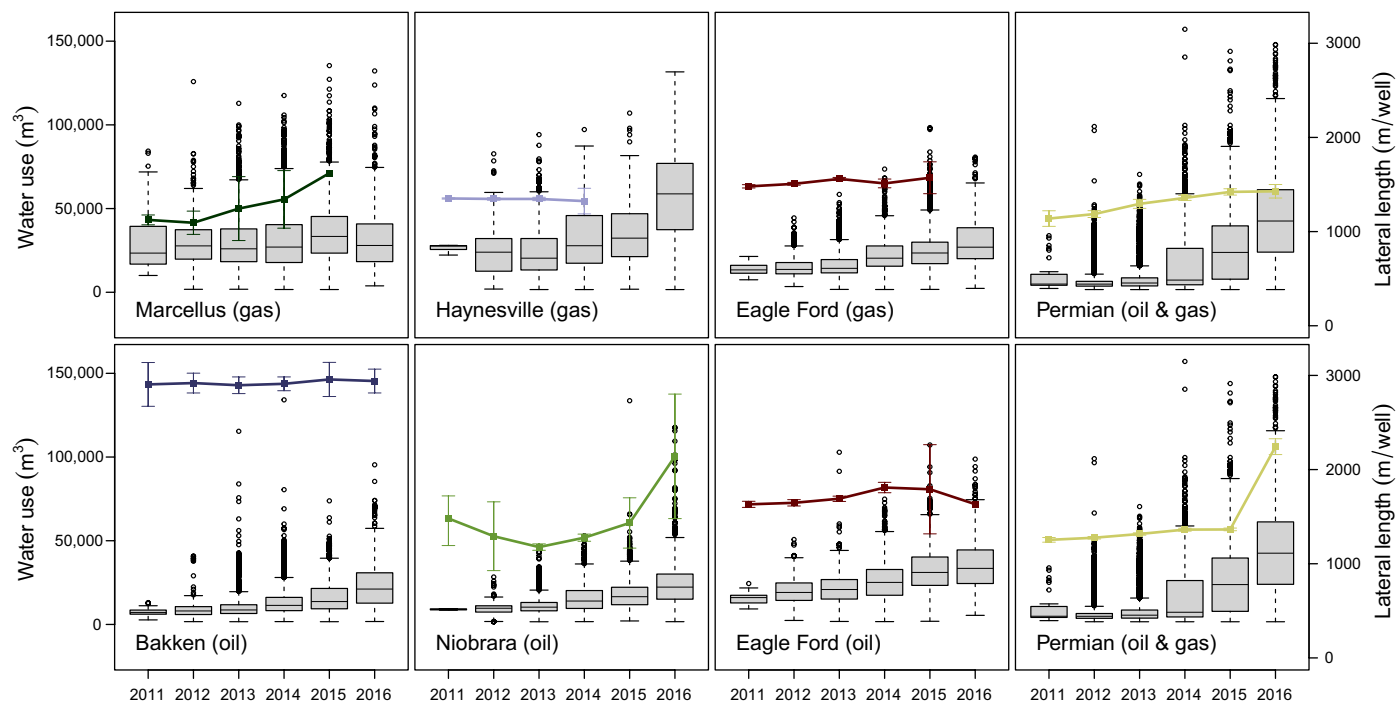 150,000
100,000
50,000
0
Water use (m³)
Marcellus (gas)
Haynesville (gas)
Eagle Ford (gas)
Permian (oil & gas)
3000
2000
1000
0
Lateral length (m/well)
150,000
100,000
50,000
0
Water use (m³)
Bakken (oil)
Niobrara (oil)
Eagle Ford (oil)
Permian (oil & gas)
3000
2000
1000
0
Lateral length (m/well)
2011 2012 2013 2014 2015 2016
2011 2012 2013 2014 2015 2016
2011 2012 2013 2014 2015 2016
2011 2012 2013 2014 2015 2016